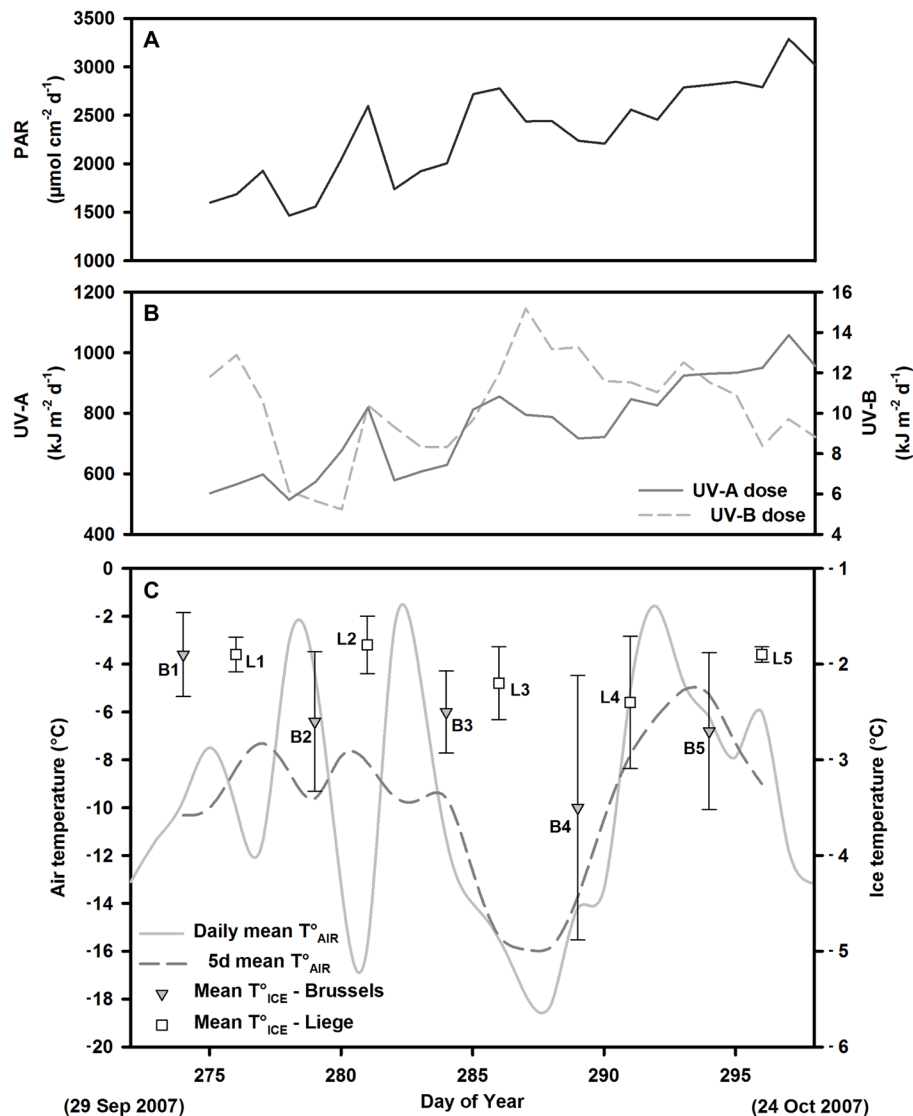 A
3500
3000
2500
2000
1500
1000
PAR
(µmol cm⁻² d⁻¹)
B
1200
1000
800
600
400
UV-A
(kJ m⁻² d⁻¹)
16
14
12
10
8
6
4
UV-B
(kJ m⁻² d⁻¹)
UV-A dose
UV-B dose
C
0
-2
-4
-6
-8
-10
-12
-14
-16
-18
-20
Air temperature (°C)
- 1
- 2
- 3
- 4
- 5
- 6
Ice temperature (°C)
B1
L1
B2
L2
B3
L3
B4
L4
B5
L5
Daily mean T°AIR
5d mean T°AIR
Mean T°ICE - Brussels
Mean T°ICE - Liege
275
280
285
290
295
(29 Sep 2007)
Day of Year
(24 Oct 2007)